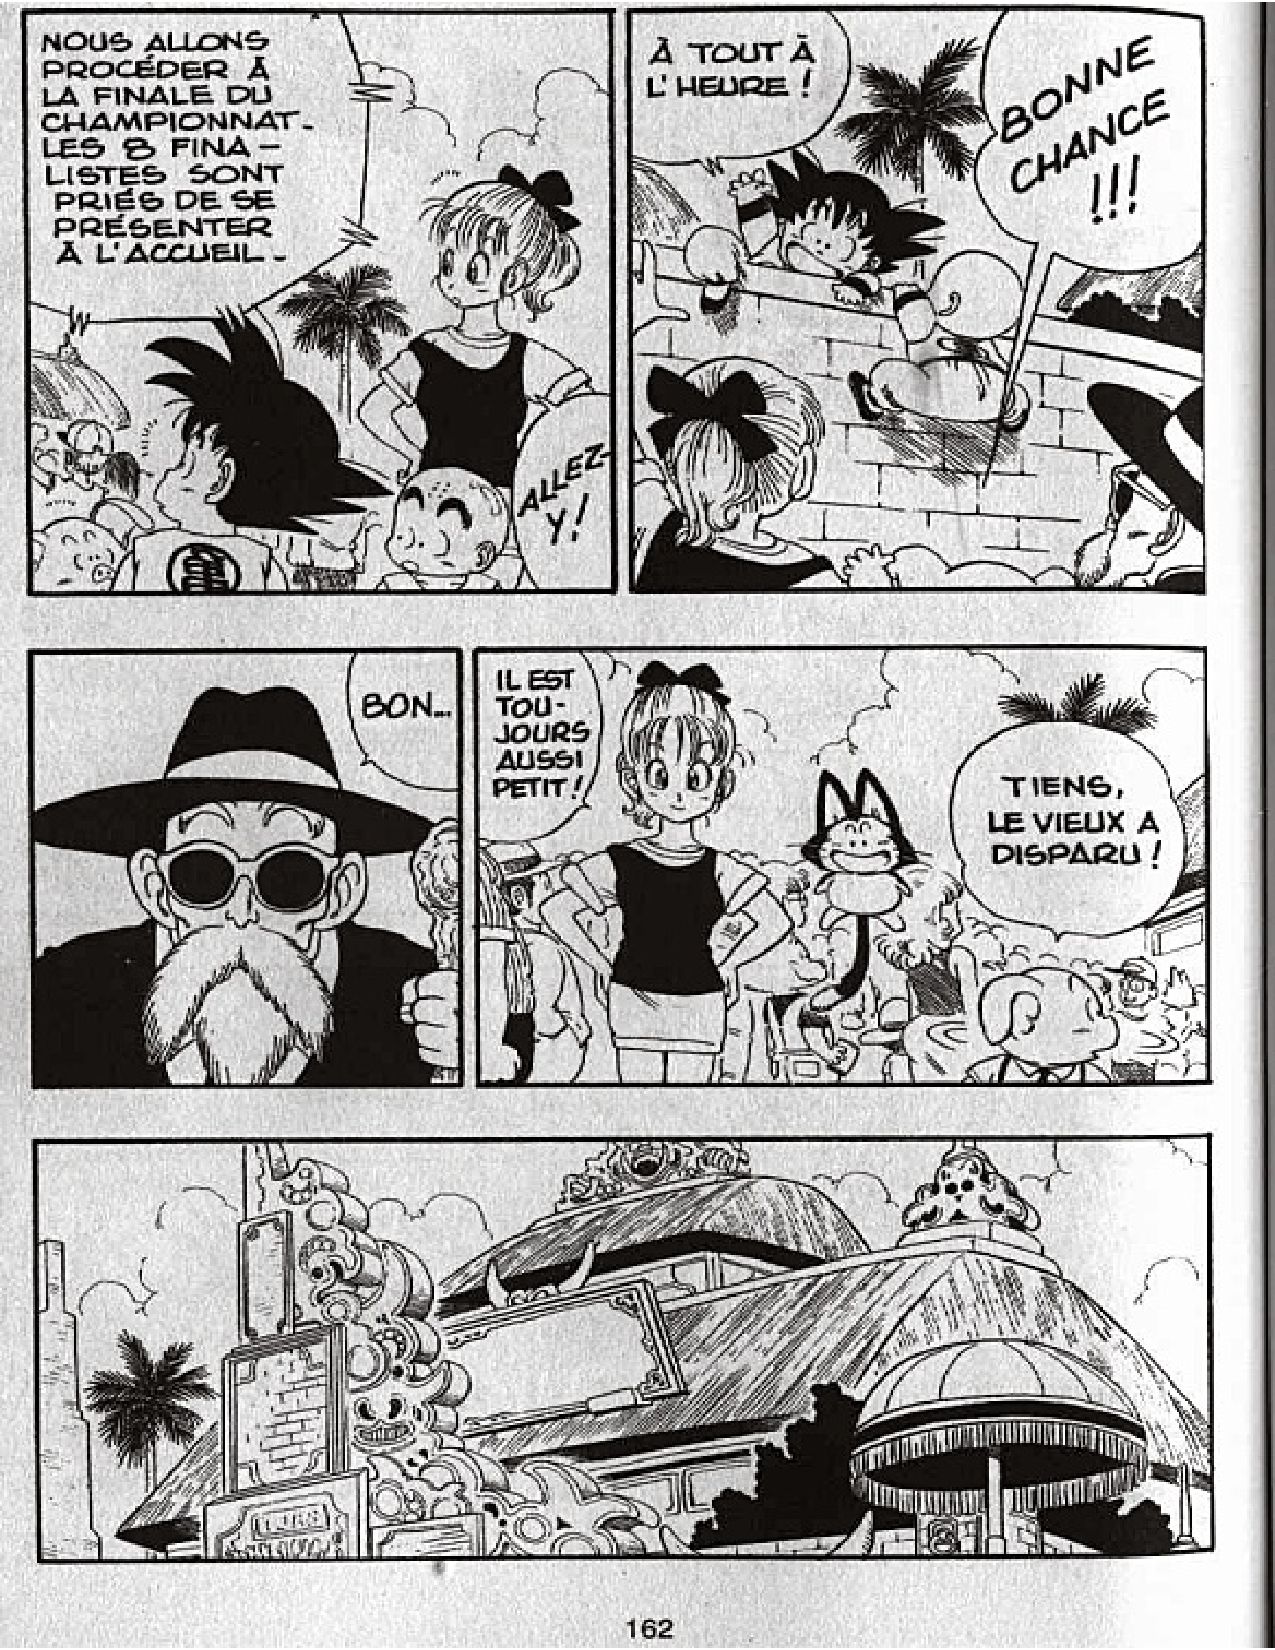 NOUS ALLONS
PROCÉDER À
LA FINALE DU
CHAMPIONNAT.
LES 8 FINA-
LISTES SONT
PRIÉS DE SE
PRÉSENTER
À L'ACCUEIL.
ALLEZ-
Y!
À TOUT À
L'HEURE !
BONNE
CHANCE
!!!
BON...
IL EST
TOU-
JOURS
AUSSI
PETIT !
TIENS,
LE VIEUX A
DISPARU !
162